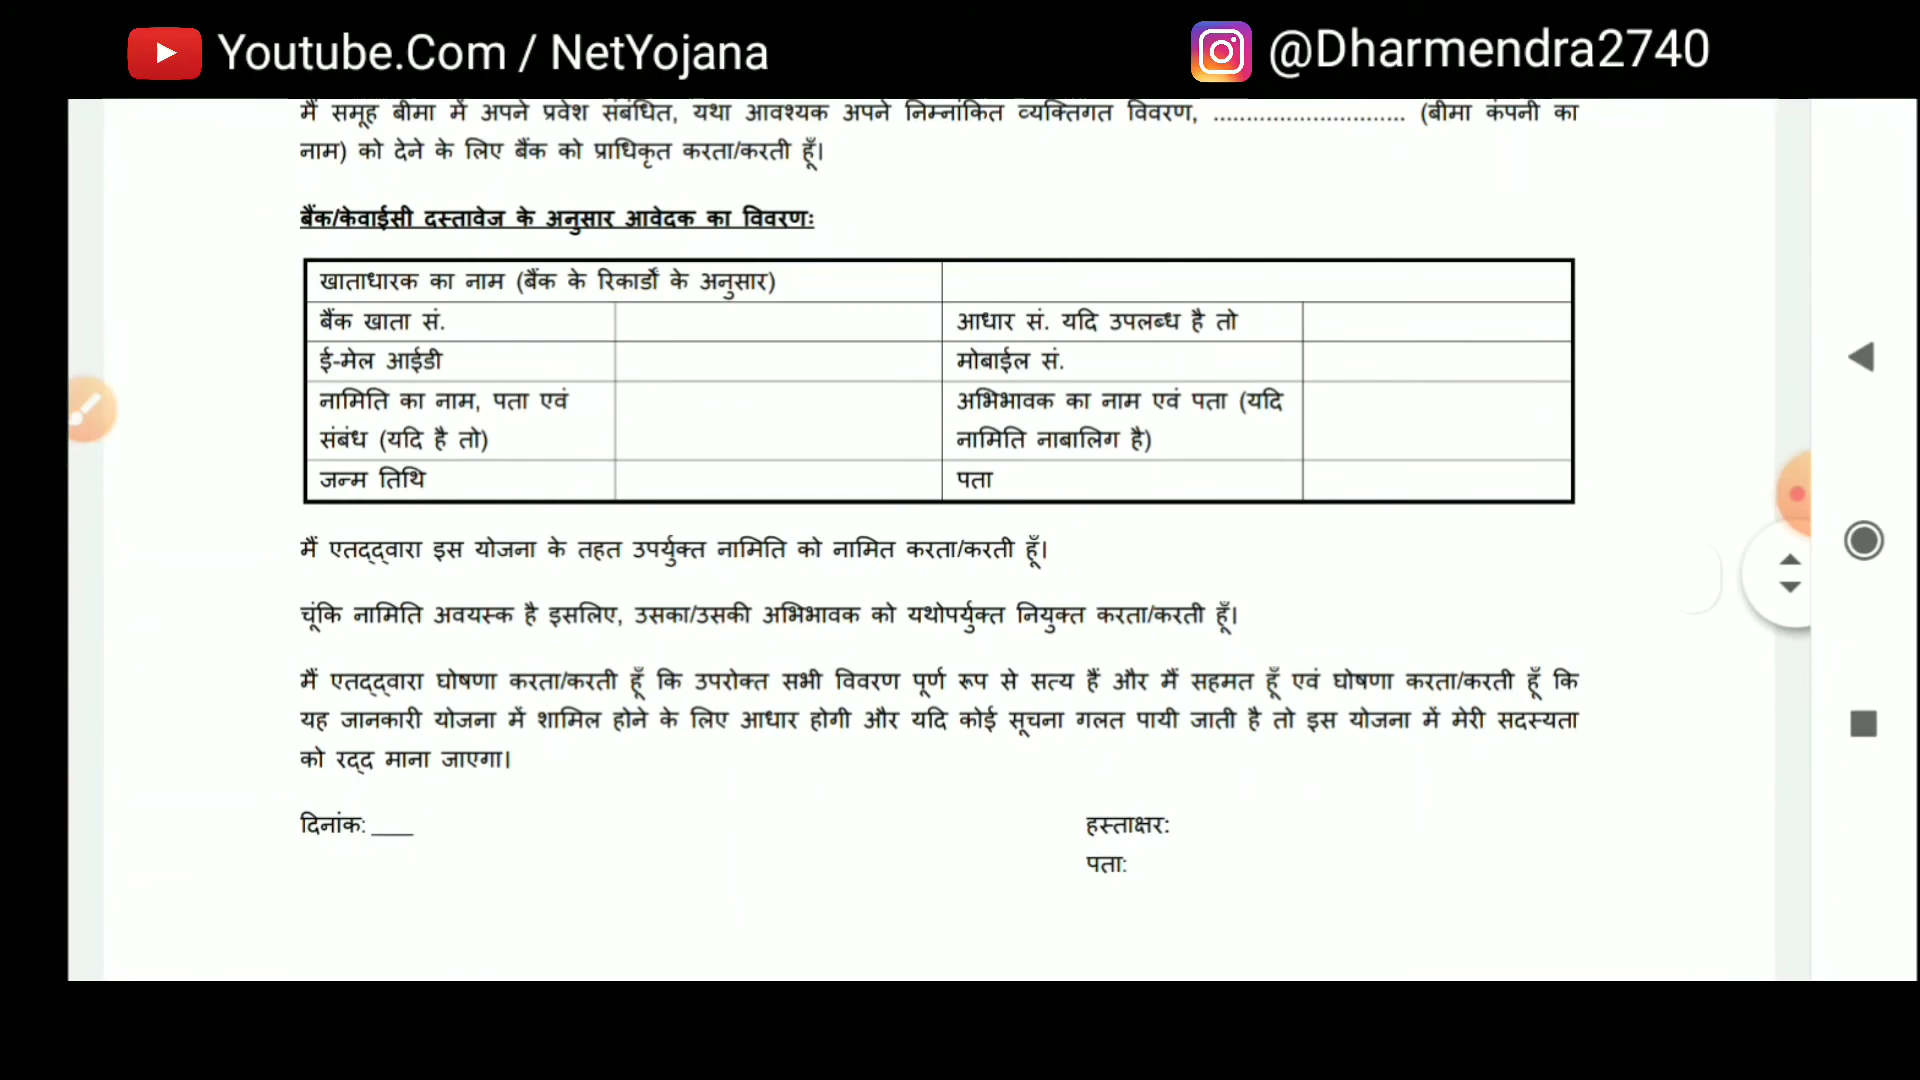 Youtube.Com / NetYojana
@Dharmendra2740
मैं समूह बीमा में अपने प्रवेश संबंधित, यथा आवश्यक अपने निम्नांकित व्यक्तिगत विवरण, ............................. (बीमा कंपनी का
नाम) को देने के लिए बैंक को प्राधिकृत करता/करती हूँ।
बैंक/केवाईसी दस्तावेज के अनुसार आवेदक का विवरण:
खाताधारक का नाम (बैंक के रिकार्डों के अनुसार)
बैंक खाता सं.
आधार सं. यदि उपलब्ध है तो
ई-मेल आईडी
मोबाईल सं.
नामिति का नाम, पता एवं
संबंध (यदि है तो)
अभिभावक का नाम एवं पता (यदि
नामिति नाबालिग है)
जन्म तिथि
पता
मैं एतद्द्वारा इस योजना के तहत उपर्युक्त नामिति को नामित करता/करती हूँ।
चूंकि नामिति अवयस्क है इसलिए, उसका/उसकी अभिभावक को यथोपर्युक्त नियुक्त करता/करती हूँ।
मैं एतद्द्वारा घोषणा करता/करती हूँ कि उपरोक्त सभी विवरण पूर्ण रूप से सत्य हैं और मैं सहमत हूँ एवं घोषणा करता/करती हूँ कि
यह जानकारी योजना में शामिल होने के लिए आधार होगी और यदि कोई सूचना गलत पायी जाती है तो इस योजना में मेरी सदस्यता
को रद्द माना जाएगा।
दिनांक: ____
हस्ताक्षर:
पता: